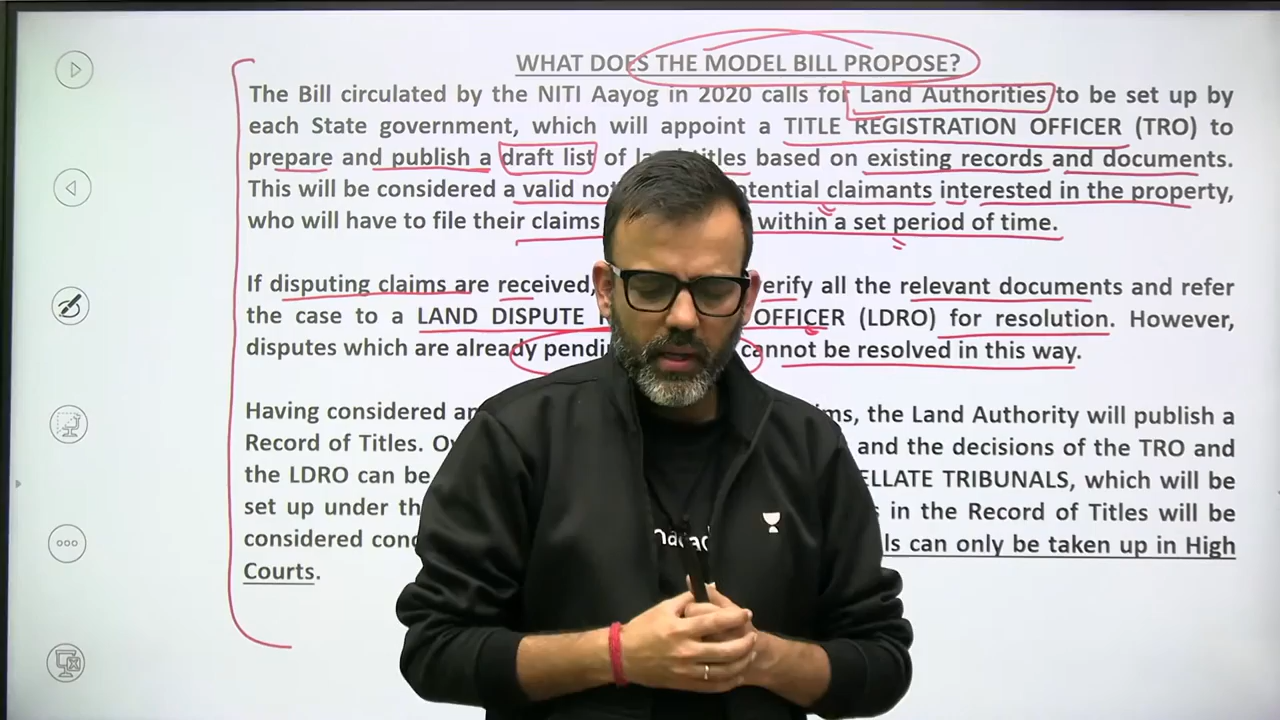 WHAT DOES THE MODEL BILL PROPOSE?
The Bill circulated by the NITI Aayog in 2020 calls for Land Authorities to be set up by
each State government, which will appoint a TITLE REGISTRATION OFFICER (TRO) to
prepare and publish a draft list of land titles based on existing records and documents.
This will be considered a valid potential claimants interested in the property,
who will have to file their claims within a set period of time.
If disputing claims are received, verify all the relevant documents and refer
the case to a LAND DISPUTE OFFICER (LDRO) for resolution. However,
disputes which are already cannot be resolved in this way.
Having considered the Land Authority will publish a
Record of Titles. and the decisions of the TRO and
the LDRO can be TRIBUNALS, which will be
set up under in the Record of Titles will be
considered can only be taken up in High
Courts.